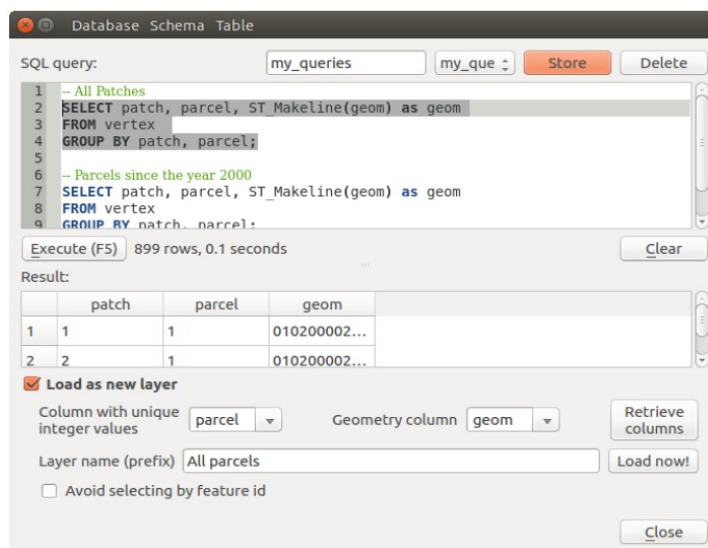 Database Schema Table
SQL query: my_queries my_que Store Delete
1 -- All Patches
2 SELECT patch, parcel, ST_Makeline(geom) as geom
3 FROM vertex
4 GROUP BY patch, parcel;
5
6 -- Parcels since the year 2000
7 SELECT patch, parcel, ST_Makeline(geom) as geom
8 FROM vertex
9 GROUP BY patch, parcel;
Execute (F5) 899 rows, 0.1 seconds Clear
Result:
patch parcel geom
1 1 1 010200002...
2 2 1 010200002...
Load as new layer
Column with unique
integer values parcel Geometry column geom Retrieve
columns
Layer name (prefix) All parcels Load now!
Avoid selecting by feature id
Close